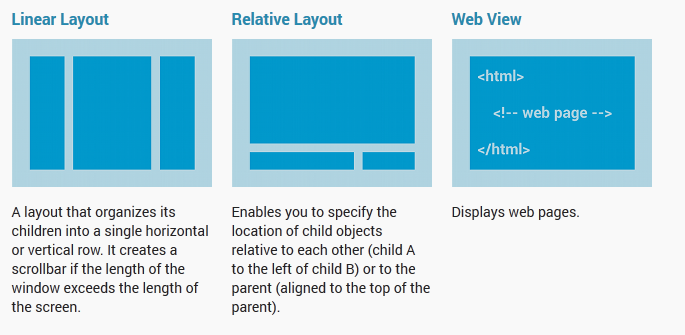 Linear Layout
A layout that organizes its
children into a single horizontal
or vertical row. It creates a
scrollbar if the length of the
window exceeds the length of
the screen.
Relative Layout
Enables you to specify the
location of child objects
relative to each other (child A
to the left of child B) or to the
parent (aligned to the top of the
parent).
Web View
<html>
<!-- web page -->
</html>
Displays web pages.